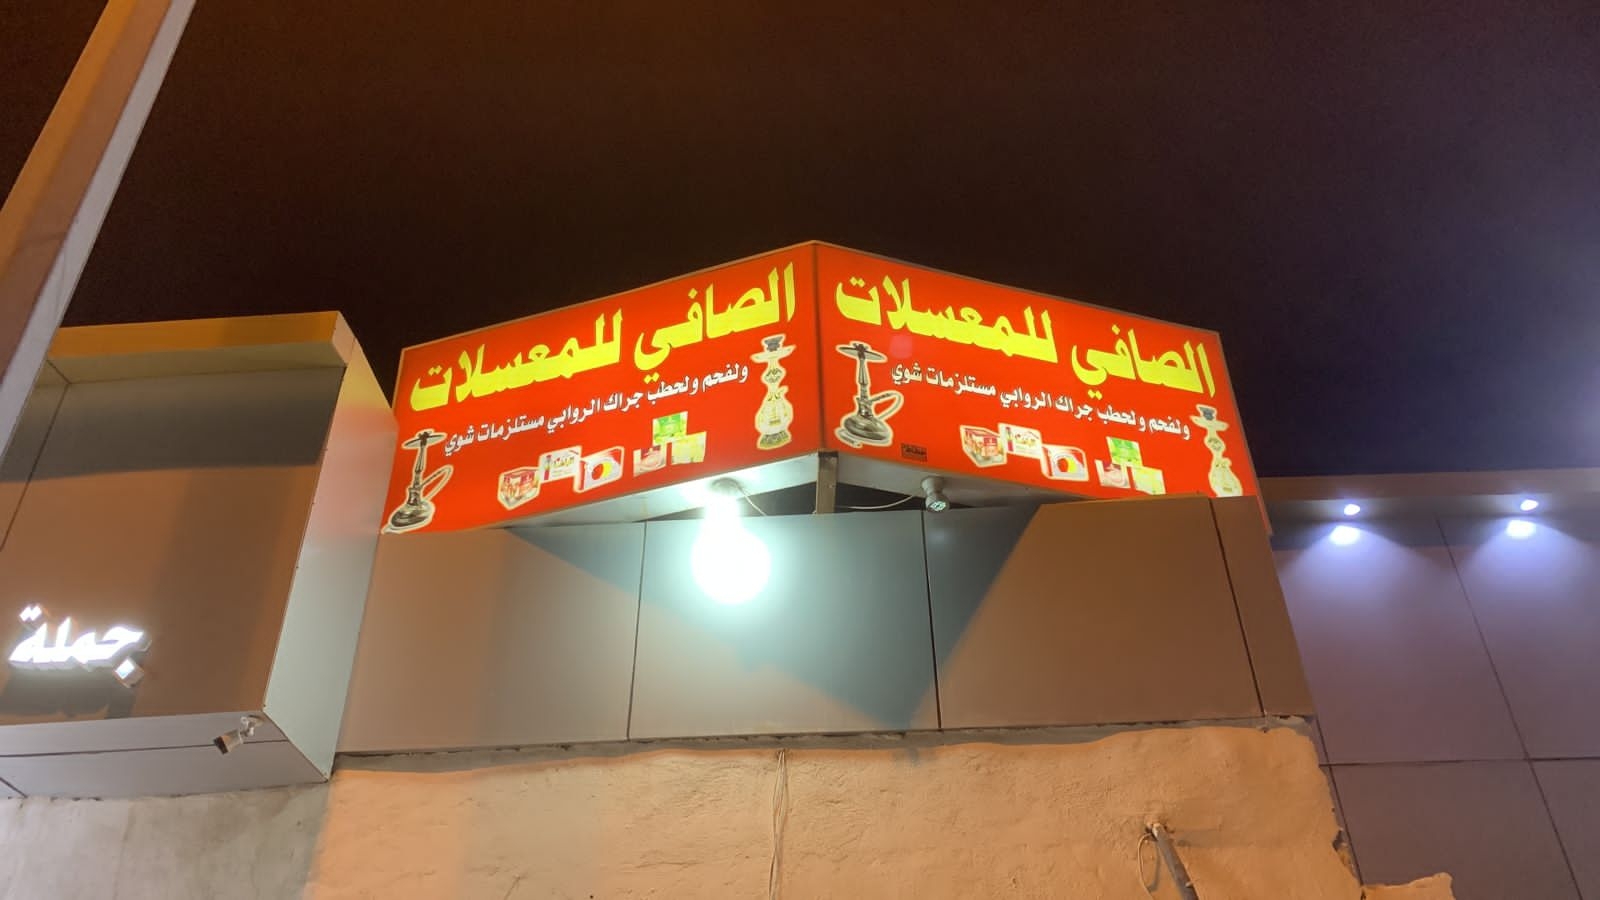 الصافي للمعسلات
ولفحم ولحطب جراك الروابي مستلزمات شوي
الصافي للمعسلات
ولفحم ولحطب جراك الروابي مستلزمات شوي
جملة